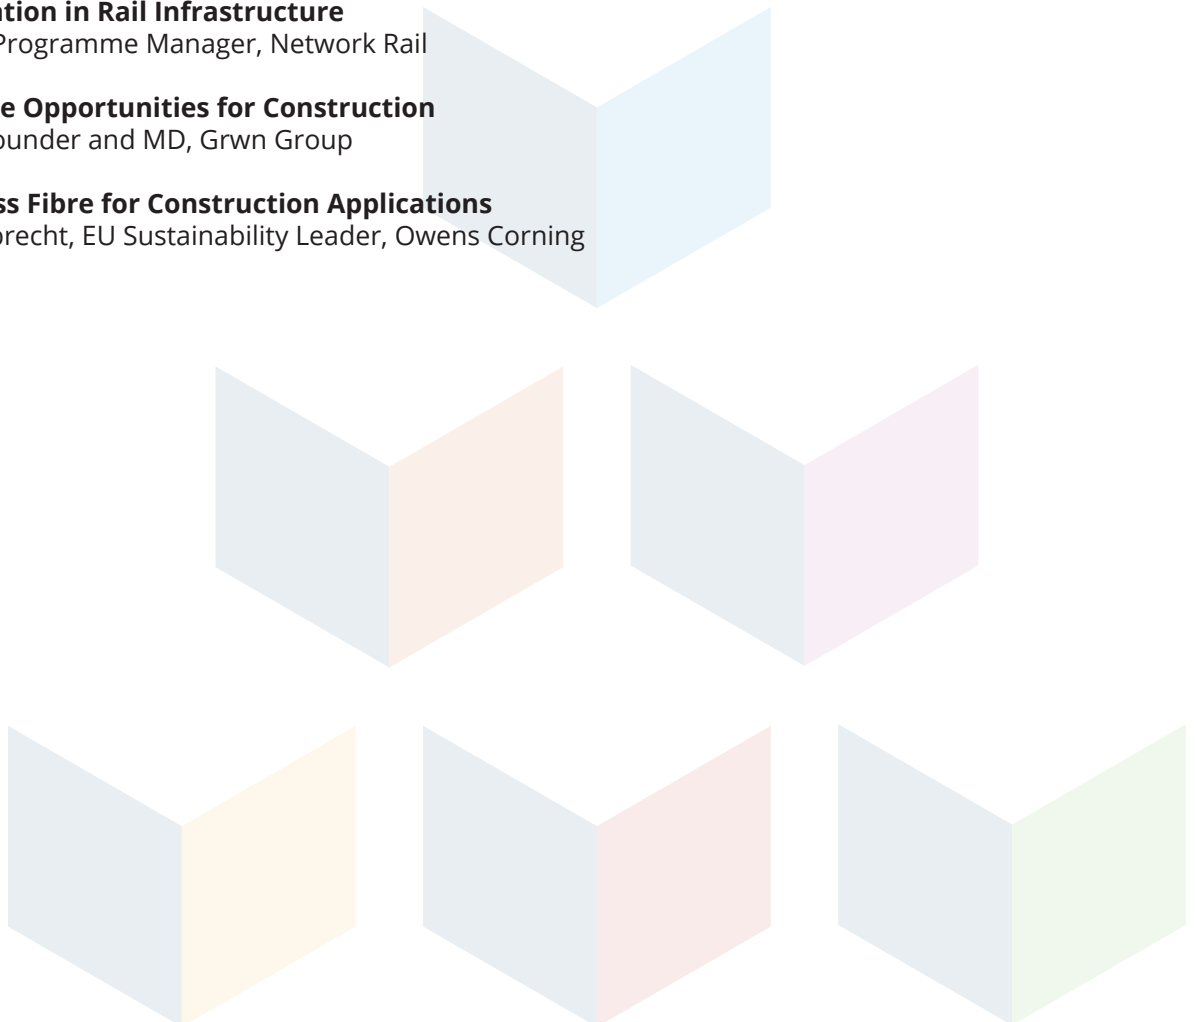 ation in Rail Infrastructure
Programme Manager, Network Rail
e Opportunities for Construction
ounder and MD, Grwn Group
ss Fibre for Construction Applications
brecht, EU Sustainability Leader, Owens Corning